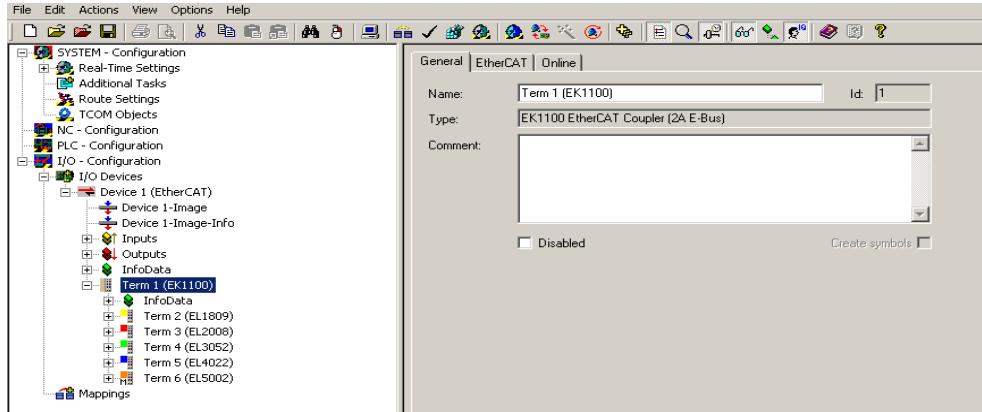 File Edit Actions View Options Help
SYSTEM - Configuration
Real-Time Settings
Additional Tasks
Route Settings
TCOM Objects
NC - Configuration
PLC - Configuration
I/O - Configuration
I/O Devices
Device 1 (EtherCAT)
Device 1-Image
Device 1-Image-Info
Inputs
Outputs
InfoData
Term 1 (EK1100)
InfoData
Term 2 (EL1809)
Term 3 (EL2008)
Term 4 (EL3052)
Term 5 (EL4022)
Term 6 (EL5002)
Mappings
General EtherCAT Online
Name: Term 1 (EK1100) Id: 1
Type: EK1100 EtherCAT Coupler (2A E-Bus)
Comment:
Disabled Create symbols